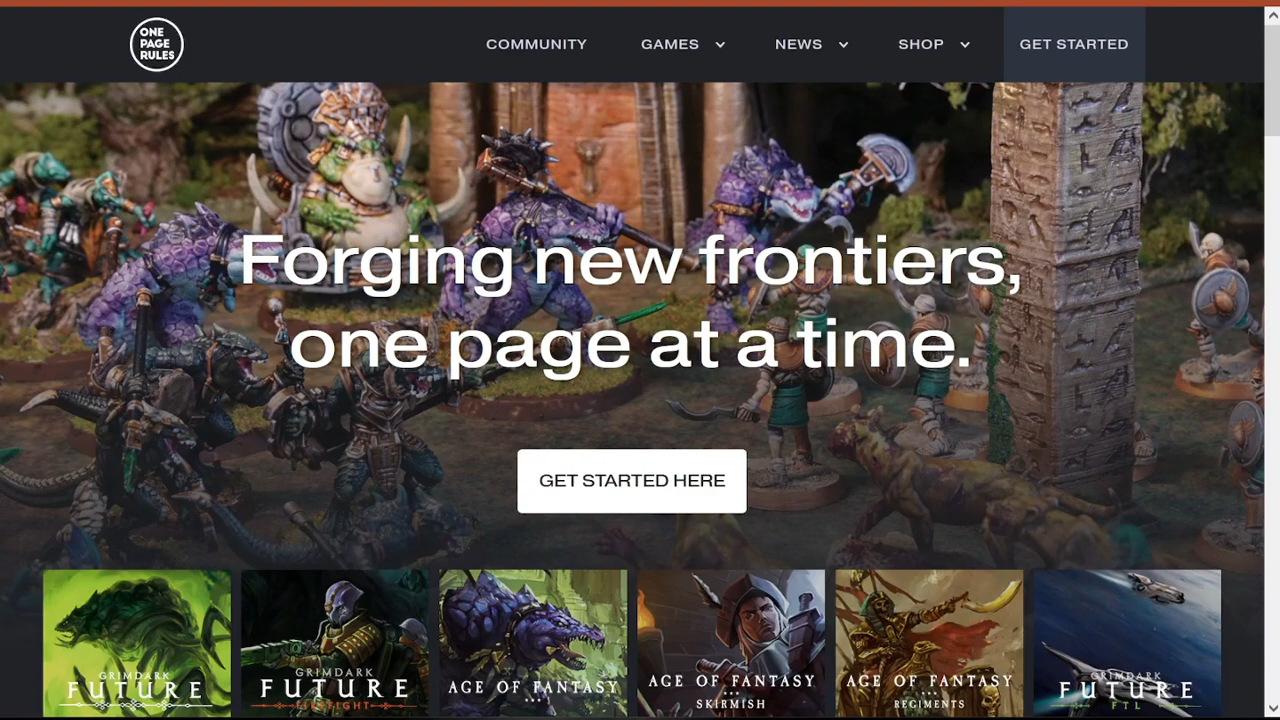 ONE
PAGE
RULES
COMMUNITY
GAMES
NEWS
SHOP
GET STARTED
Forging new frontiers,
one page at a time.
GET STARTED HERE
GRIMDARK
FUTURE
GRIMDARK
FUTURE
FIREFIGHT
AGE OF FANTASY
AGE OF FANTASY
SKIRMISH
AGE OF FANTASY
REGIMENTS
GRIMDARK
FUTURE
FTL